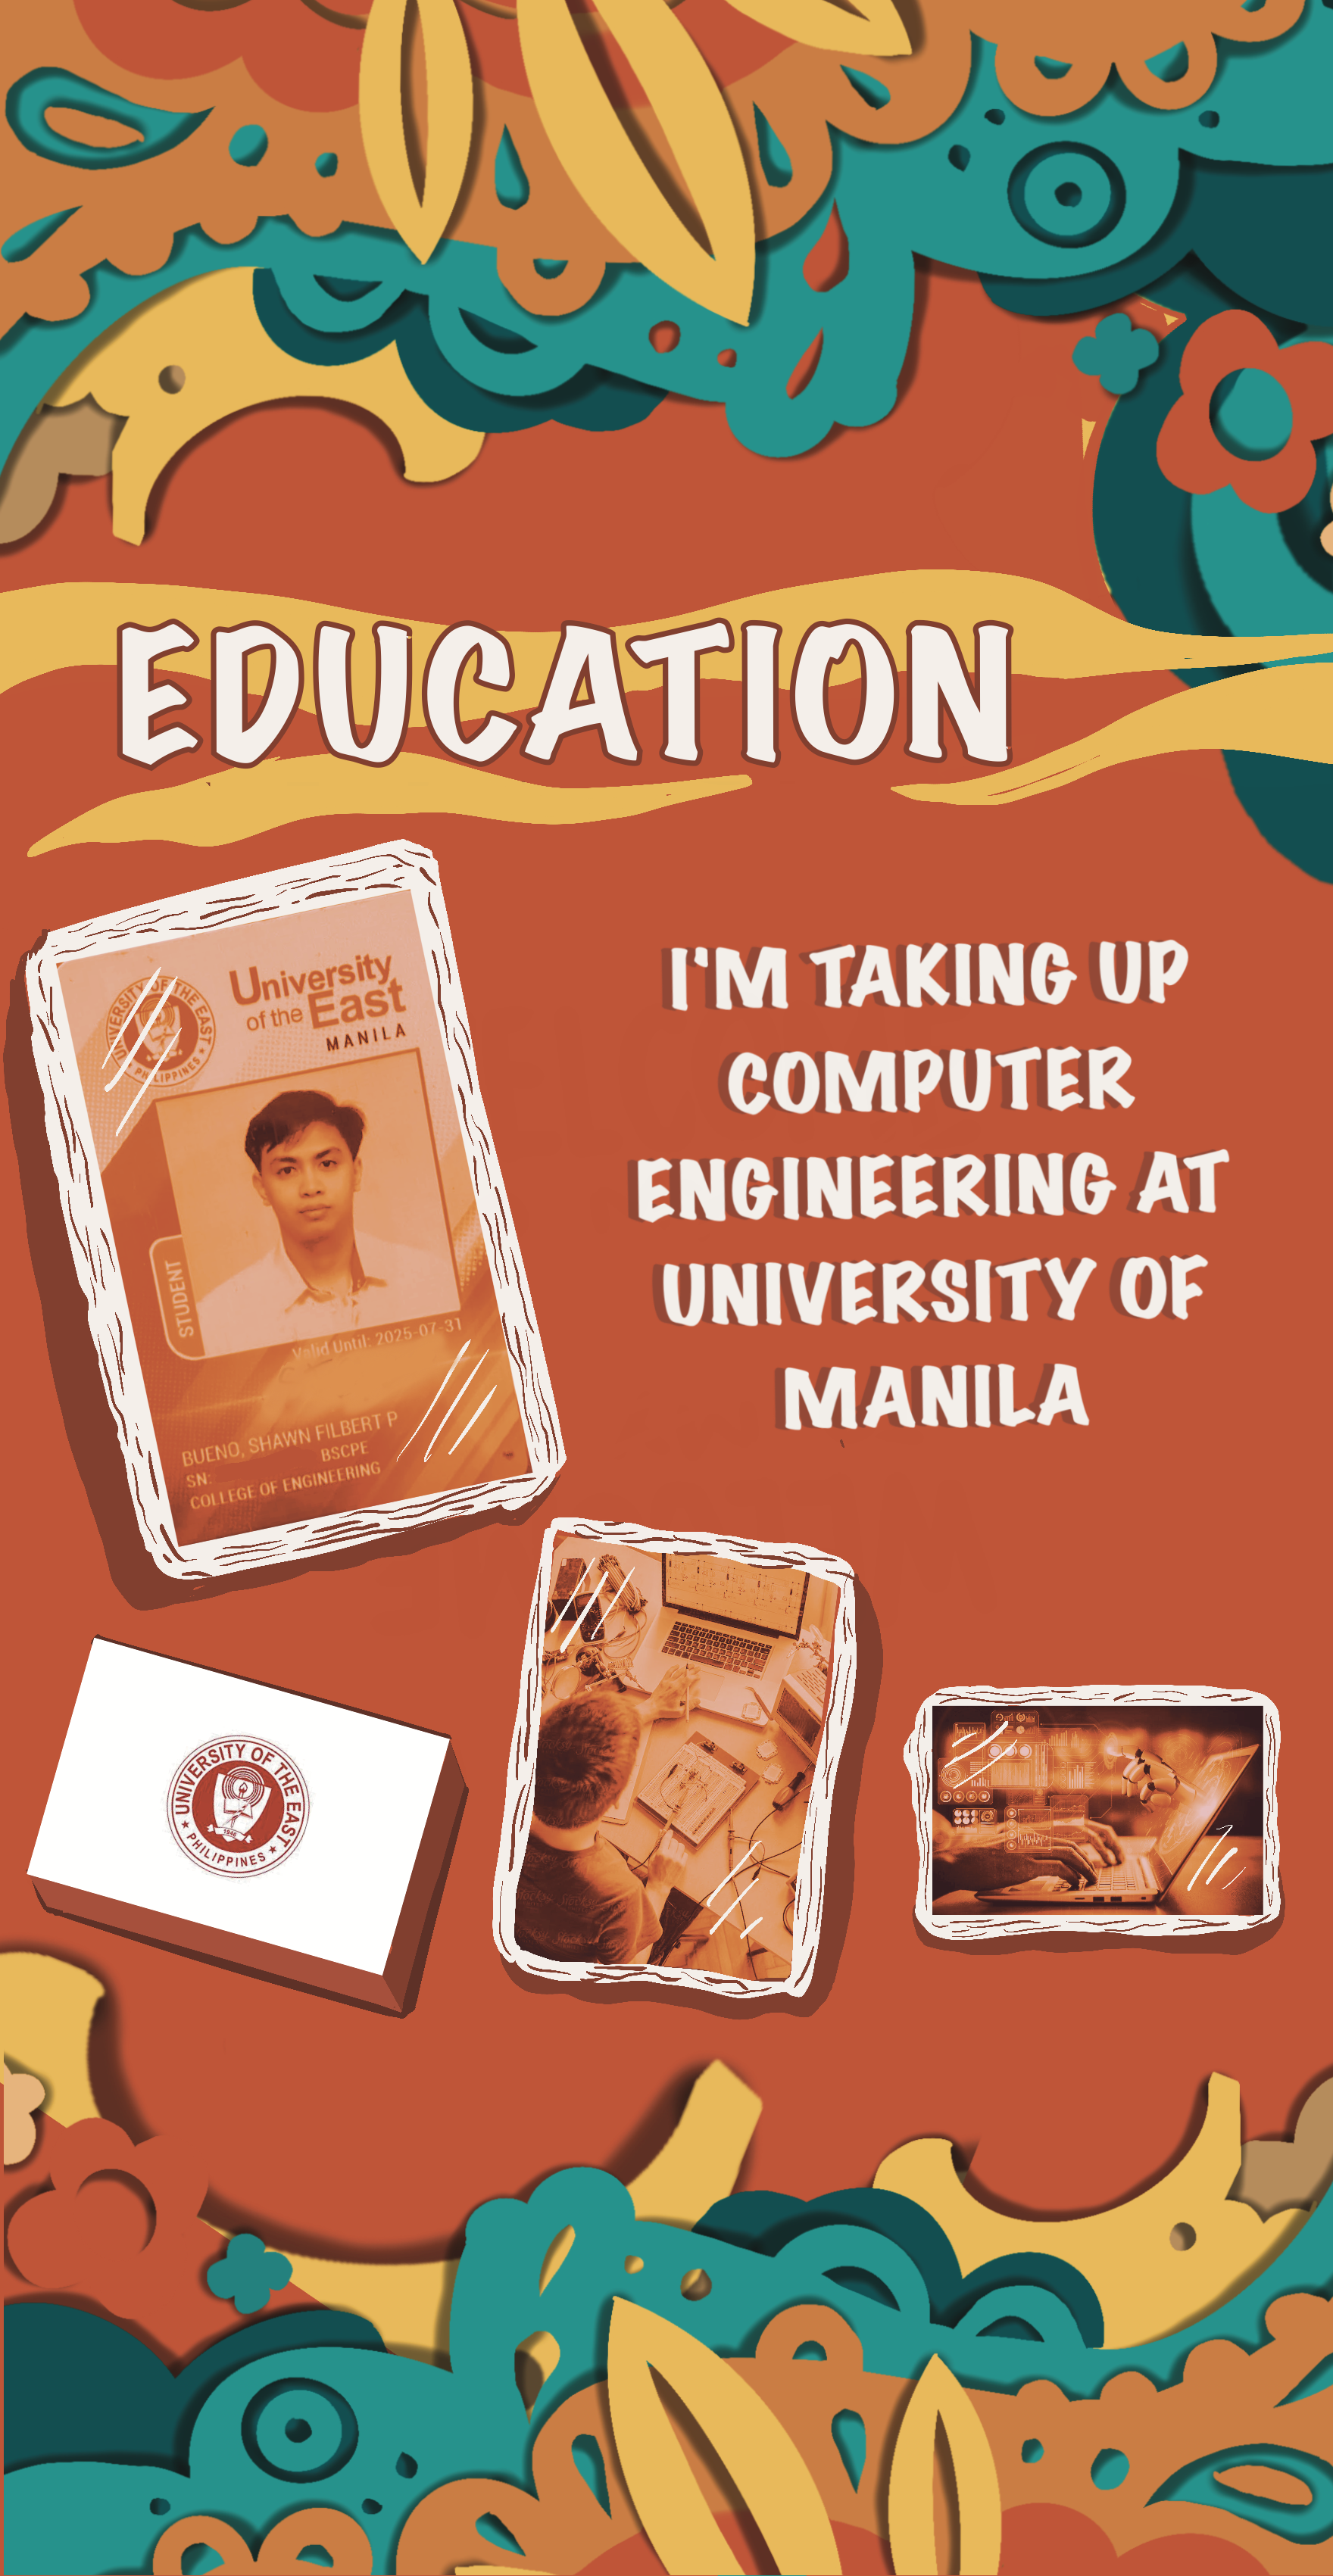 EDUCATION
UNIVERSITY OF THE EAST
PHILIPPINES
University
of the East
MANILA
STUDENT
Valid Until: 2025-07-31
BUENO, SHAWN FILBERT P
SN:
BSCPE
COLLEGE OF ENGINEERING
I'M TAKING UP
COMPUTER
ENGINEERING AT
UNIVERSITY OF
MANILA
UNIVERSITY OF THE EAST
1946
★ PHILIPPINES ★